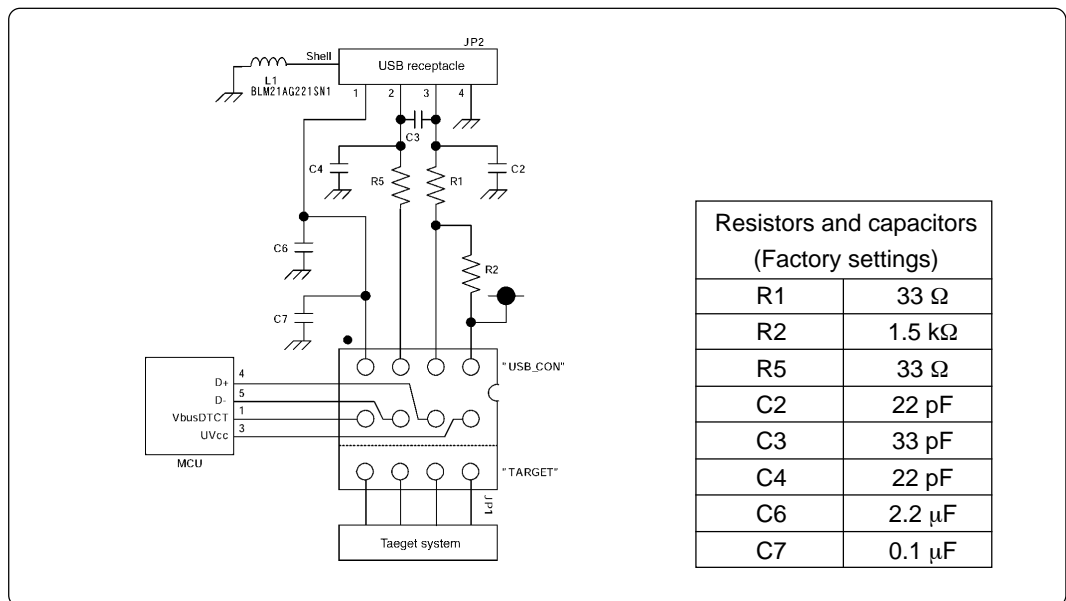 JP2
Shell
USB receptacle
L1
BLM21AG221SN1
1 2 3 4
C3
C4
C2
R5 R1
C6
R2
C7
"USB_CON"
4
D+
5
D-
1
VbusDTCT
3
UVcc
MCU
"TARGET"
JP1
Taeget system
Resistors and capacitors
(Factory settings)
R1 33 Ω
R2 1.5 kΩ
R5 33 Ω
C2 22 pF
C3 33 pF
C4 22 pF
C6 2.2 μF
C7 0.1 μF